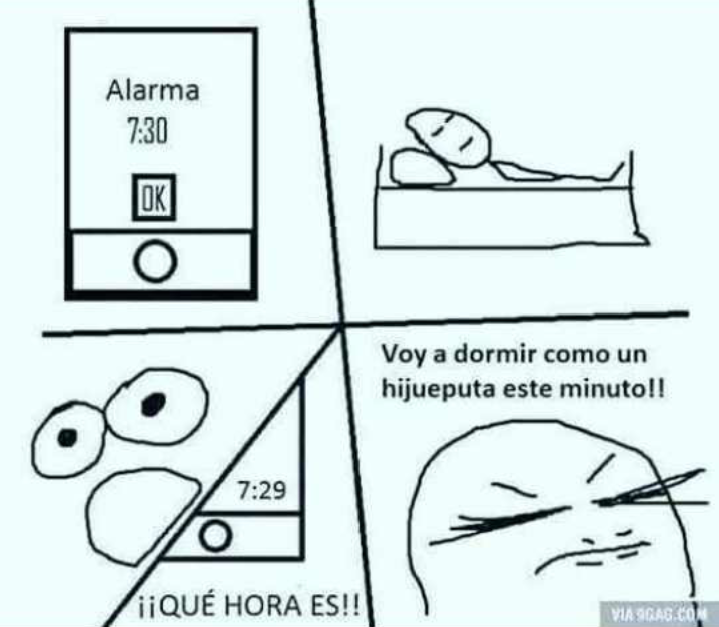 Alarma
7:30
OK
7:29
¡¡QUÉ HORA ES!!
Voy a dormir como un
hijueputa este minuto!!
VIA 9GAG.COM